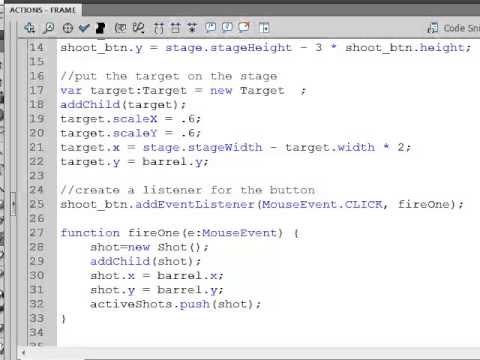 ACTIONS - FRAME
Code Sni
14 shoot_btn.y = stage.stageHeight - 3 * shoot_btn.height;
15
16 //put the target on the stage
17 var target:Target = new Target  ;
18 addChild(target);
19 target.scaleX = .6;
20 target.scaleY = .6;
21 target.x = stage.stageWidth - target.width * 2;
22 target.y = barrel.y;
23
24 //create a listener for the button
25 shoot_btn.addEventListener(MouseEvent.CLICK, fireOne);
26
27 function fireOne(e:MouseEvent) {
28     shot=new Shot();
29     addChild(shot);
30     shot.x = barrel.x;
31     shot.y = barrel.y;
32     activeShots.push(shot);
33 }
34
35